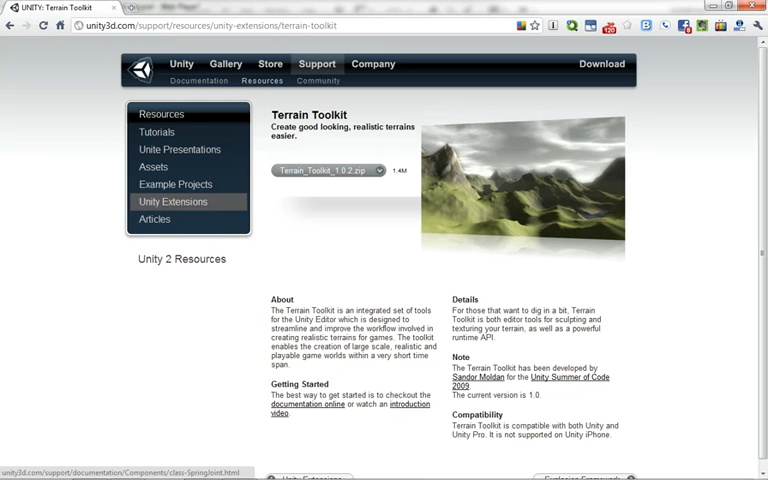 UNITY: Terrain Toolkit
unity3d.com/support/resources/unity-extensions/terrain-toolkit
Unity Gallery Store Support Company Download
Documentation Resources Community
Resources
Tutorials
Unite Presentations
Assets
Example Projects
Unity Extensions
Articles
Unity 2 Resources
Terrain Toolkit
Create good looking, realistic terrains
easier.
Terrain_Toolkit_1.0.2.zip 1.4M
About
The Terrain Toolkit is an integrated set of tools
for the Unity Editor which is designed to
streamline and improve the workflow involved in
creating realistic terrains for games. The toolkit
enables the creation of large scale, realistic and
playable game worlds within a very short time
span.
Getting Started
The best way to get started is to checkout the
documentation online or watch an introduction
video.
Details
For those that want to dig in a bit, Terrain
Toolkit is both editor tools for sculpting and
texturing your terrain, as well as a powerful
runtime API.
Note
The Terrain Toolkit has been developed by
Sandor Moldan for the Unity Summer of Code
2009.
The current version is 1.0.
Compatibility
Terrain Toolkit is compatible with both Unity and
Unity Pro. It is not supported on Unity iPhone.
unity3d.com/support/documentation/Components/class-SpringJoint.html
Unity Extensions